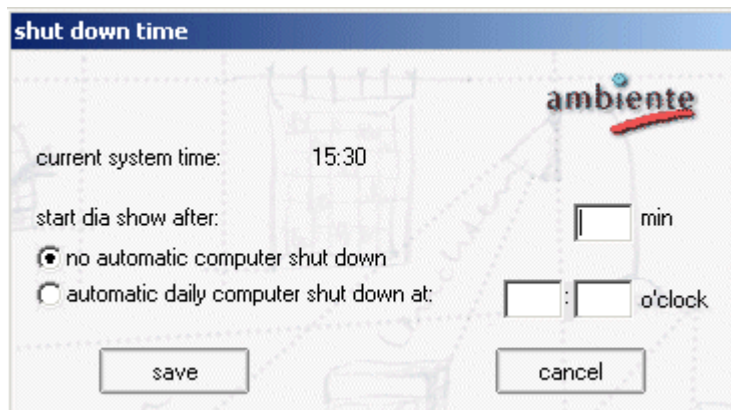 shut down time
ambiente
current system time: 15:30
start dia show after: min
no automatic computer shut down
automatic daily computer shut down at: : o'clock
save cancel